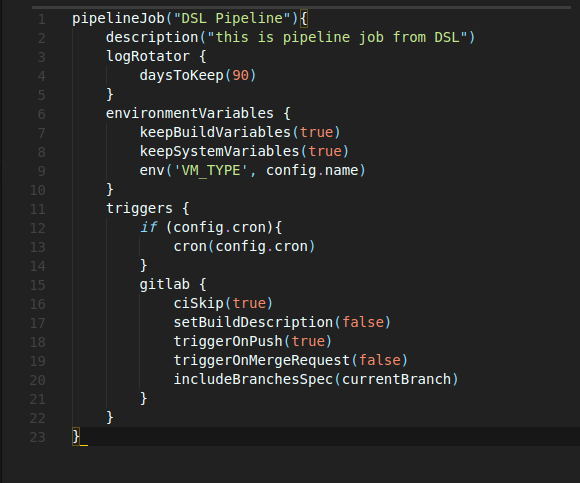 1 pipelineJob("DSL Pipeline"){
2     description("this is pipeline job from DSL")
3     logRotator {
4         daysToKeep(90)
5     }
6     environmentVariables {
7         keepBuildVariables(true)
8         keepSystemVariables(true)
9         env('VM_TYPE', config.name)
10     }
11     triggers {
12         if (config.cron){
13             cron(config.cron)
14         }
15         gitlab {
16             ciSkip(true)
17             setBuildDescription(false)
18             triggerOnPush(true)
19             triggerOnMergeRequest(false)
20             includeBranchesSpec(currentBranch)
21         }
22     }
23 }